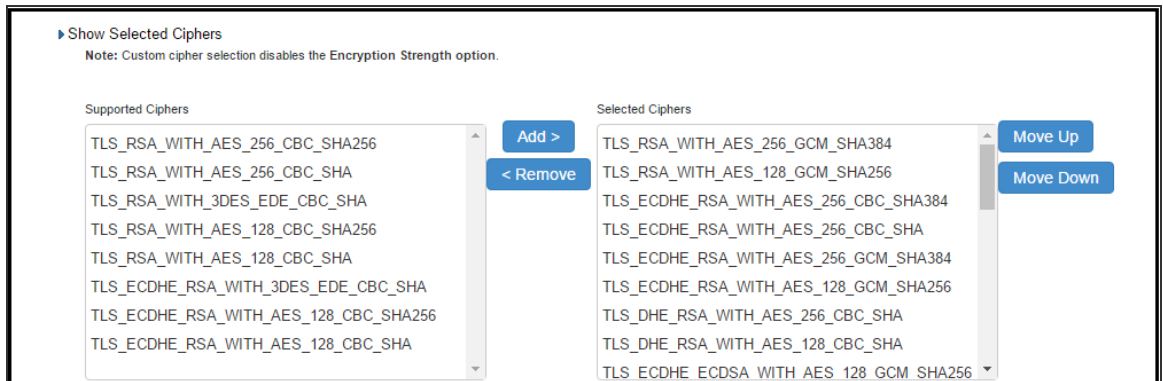 Show Selected Ciphers
Note: Custom cipher selection disables the Encryption Strength option.
Supported Ciphers
TLS_RSA_WITH_AES_256_CBC_SHA256
TLS_RSA_WITH_AES_256_CBC_SHA
TLS_RSA_WITH_3DES_EDE_CBC_SHA
TLS_RSA_WITH_AES_128_CBC_SHA256
TLS_RSA_WITH_AES_128_CBC_SHA
TLS_ECDHE_RSA_WITH_3DES_EDE_CBC_SHA
TLS_ECDHE_RSA_WITH_AES_128_CBC_SHA256
TLS_ECDHE_RSA_WITH_AES_128_CBC_SHA
Add >
< Remove
Selected Ciphers
TLS_RSA_WITH_AES_256_GCM_SHA384
TLS_RSA_WITH_AES_128_GCM_SHA256
TLS_ECDHE_RSA_WITH_AES_256_CBC_SHA384
TLS_ECDHE_RSA_WITH_AES_256_CBC_SHA
TLS_ECDHE_RSA_WITH_AES_256_GCM_SHA384
TLS_ECDHE_RSA_WITH_AES_128_GCM_SHA256
TLS_DHE_RSA_WITH_AES_256_CBC_SHA
TLS_DHE_RSA_WITH_AES_128_CBC_SHA
TLS_ECDHE_ECDSA_WITH_AES_128_GCM_SHA256
Move Up
Move Down